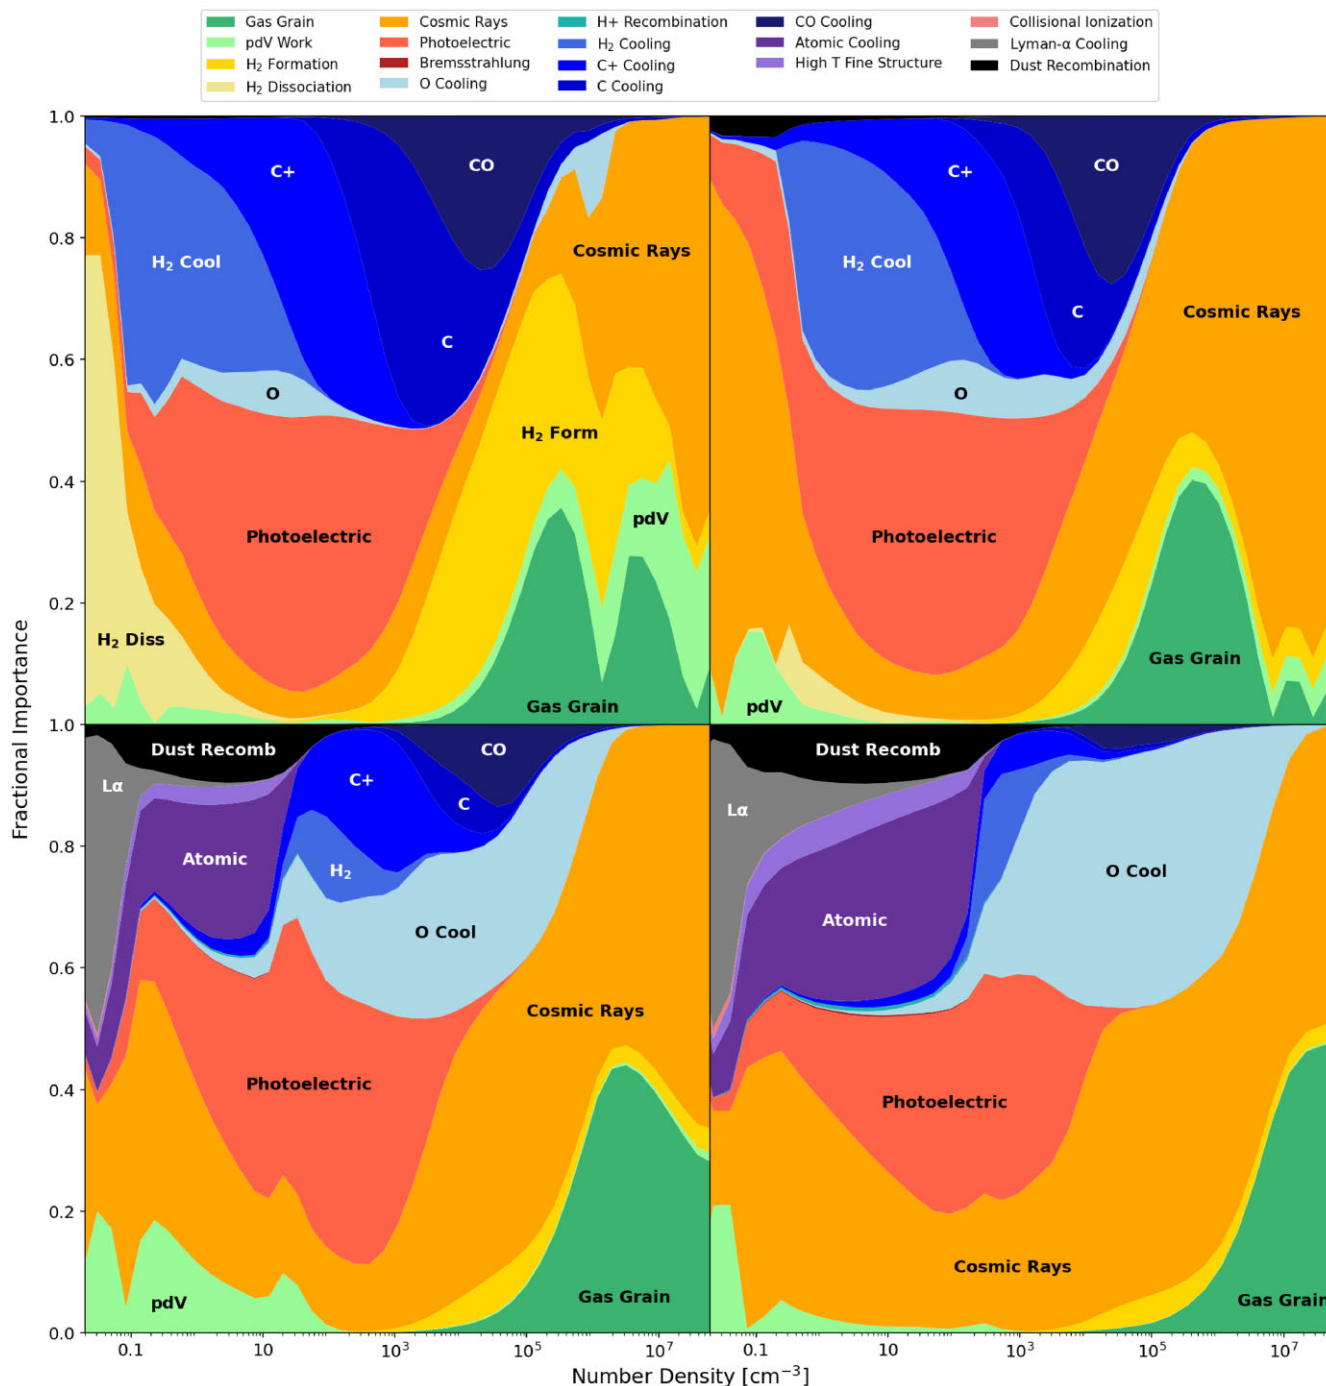 Gas Grain Cosmic Rays H+ Recombination CO Cooling Collisional Ionization
pdV Work Photoelectric H₂ Cooling Atomic Cooling Lyman-α Cooling
H₂ Formation Bremsstrahlung C+ Cooling High T Fine Structure Dust Recombination
H₂ Dissociation O Cooling C Cooling
Fractional Importance
1.0
0.8
0.6
0.4
0.2
C+
CO
H₂ Cool
Cosmic Rays
C
O
H₂ Form
Photoelectric
pdV
H₂ Diss
Gas Grain
C+
CO
H₂ Cool
C
Cosmic Rays
O
Photoelectric
Gas Grain
pdV
1.0
0.8
0.6
0.4
0.2
0.0
Dust Recomb
CO
C+
Lα
C
Atomic
H₂
O Cool
Cosmic Rays
Photoelectric
Gas Grain
pdV
Dust Recomb
Lα
O Cool
Atomic
Photoelectric
Cosmic Rays
Gas Grain
0.1 10 10³ 10⁵ 10⁷ 0.1 10 10³ 10⁵ 10⁷
Number Density [cm⁻³]